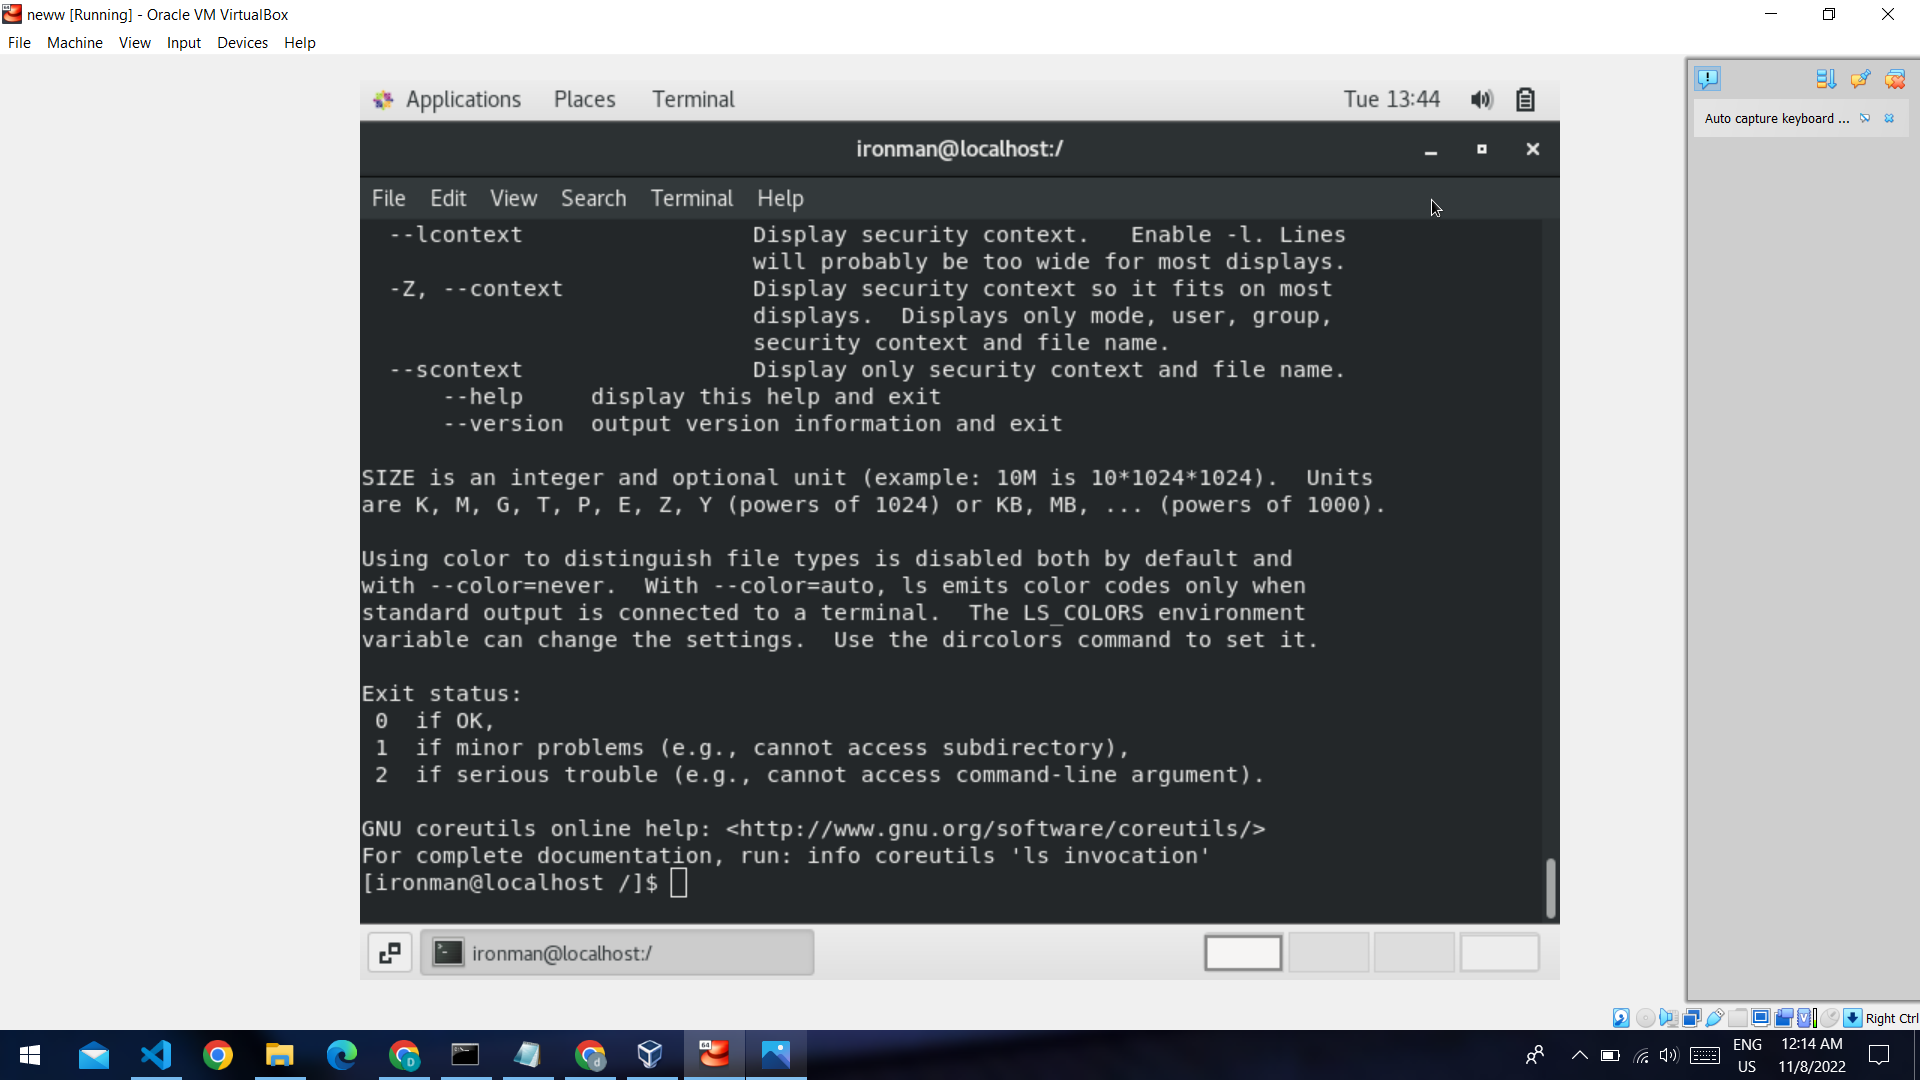 neww [Running] - Oracle VM VirtualBox
File Machine View Input Devices Help
Applications Places Terminal Tue 13:44
ironman@localhost:/
File Edit View Search Terminal Help
--lcontext Display security context. Enable -l. Lines
will probably be too wide for most displays.
-Z, --context Display security context so it fits on most
displays. Displays only mode, user, group,
security context and file name.
--scontext Display only security context and file name.
--help display this help and exit
--version output version information and exit
SIZE is an integer and optional unit (example: 10M is 10*1024*1024). Units
are K, M, G, T, P, E, Z, Y (powers of 1024) or KB, MB, ... (powers of 1000).
Using color to distinguish file types is disabled both by default and
with --color=never. With --color=auto, ls emits color codes only when
standard output is connected to a terminal. The LS_COLORS environment
variable can change the settings. Use the dircolors command to set it.
Exit status:
0 if OK,
1 if minor problems (e.g., cannot access subdirectory),
2 if serious trouble (e.g., cannot access command-line argument).
GNU coreutils online help: <http://www.gnu.org/software/coreutils/>
For complete documentation, run: info coreutils 'ls invocation'
[ironman@localhost /]$
ironman@localhost:/
Auto capture keyboard ...
Right Ctrl
ENG
US
12:14 AM
11/8/2022